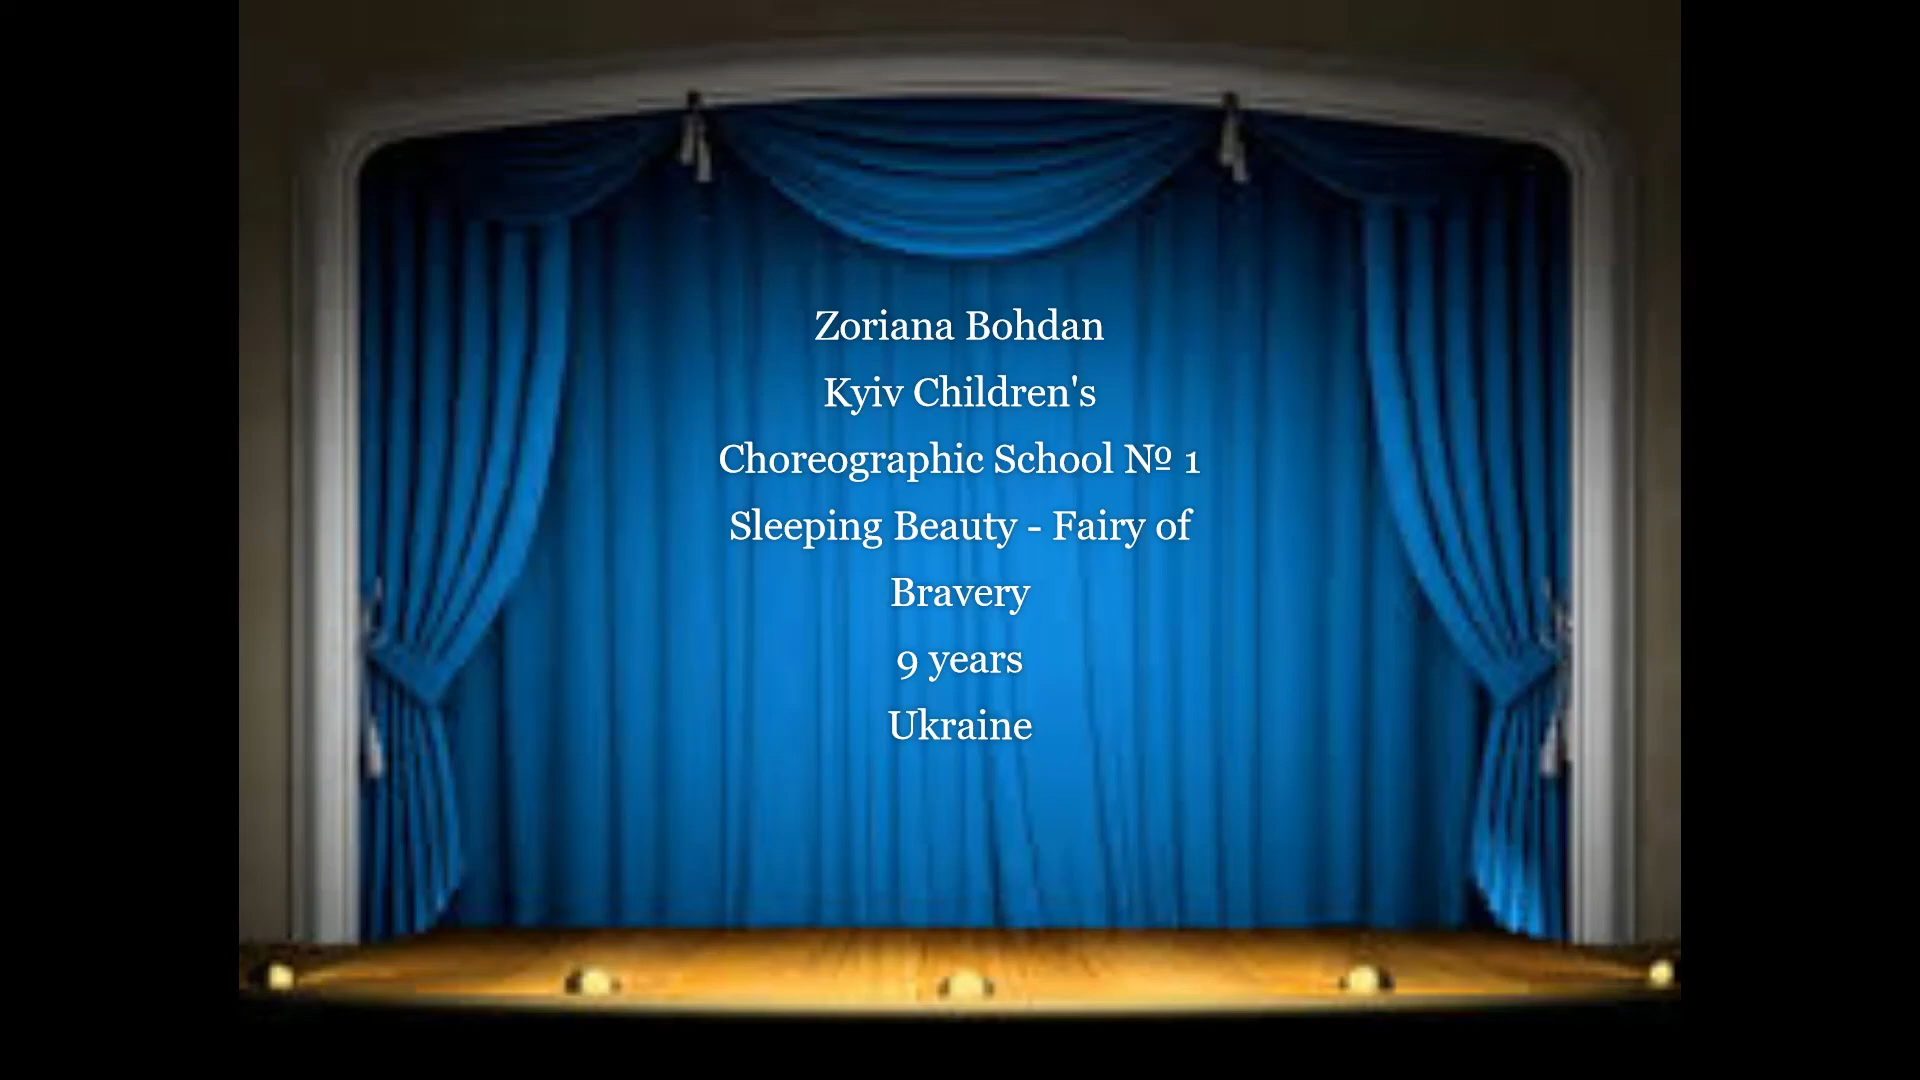 Zoriana Bohdan
Kyiv Children's
Choreographic School № 1
Sleeping Beauty - Fairy of
Bravery
9 years
Ukraine